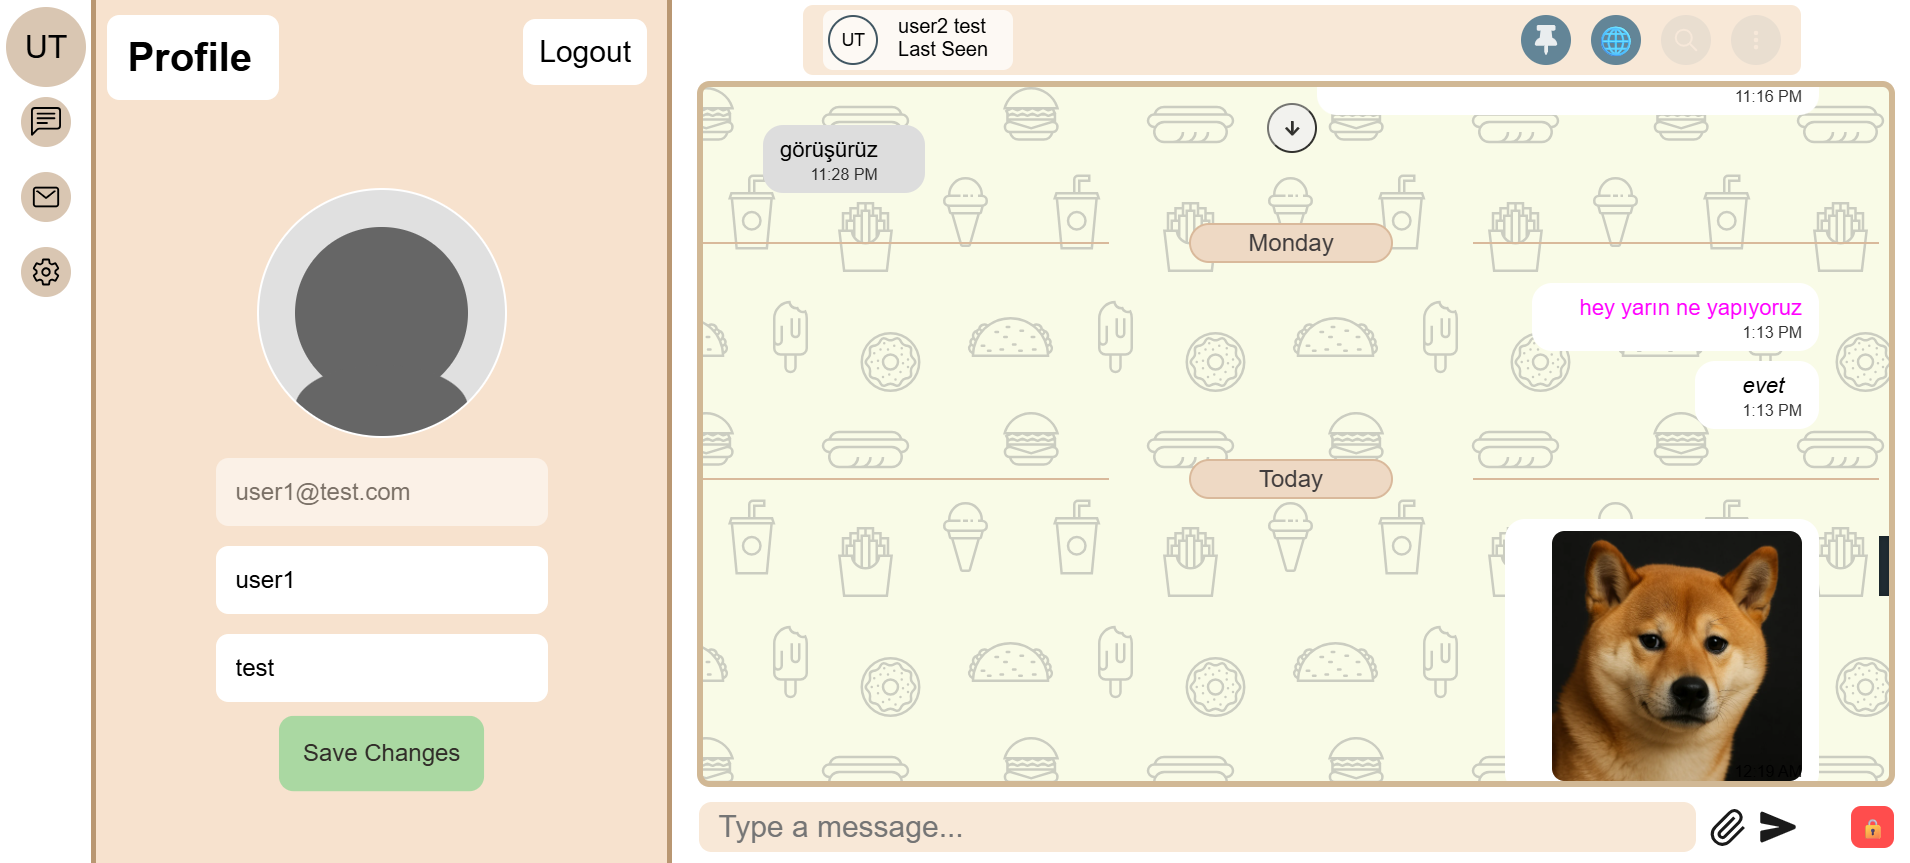 UT
Profile
Logout
user1@test.com
user1
test
Save Changes
UT
user2 test
Last Seen
11:16 PM
görüşürüz
11:28 PM
Monday
hey yarın ne yapıyoruz
1:13 PM
evet
1:13 PM
Today
12:19 AM
Type a message...